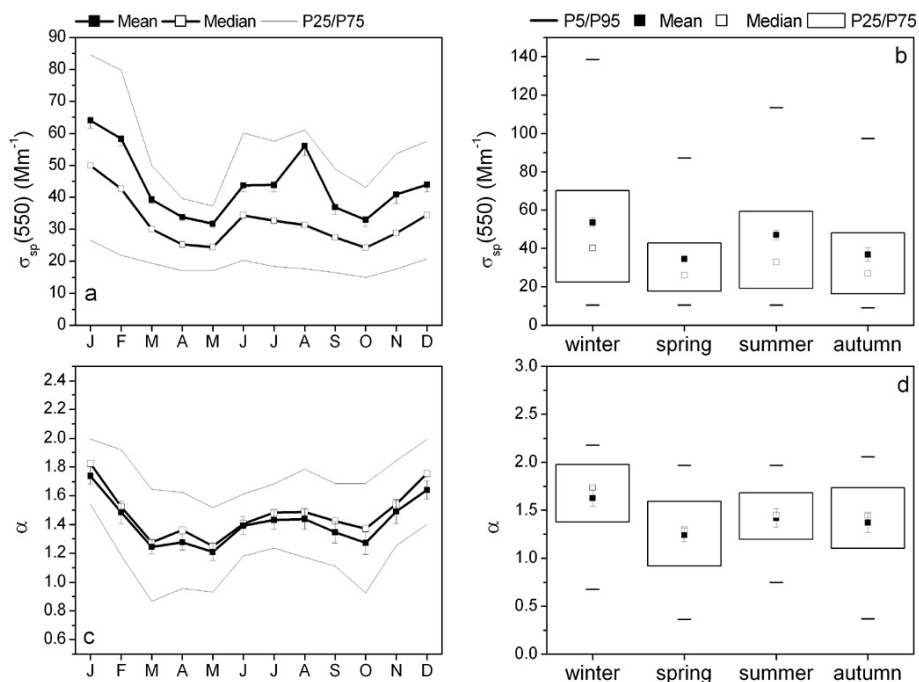 Mean Median P25/P75
P5/P95 Mean Median P25/P75
90
80
70
60
50
40
30
20
10
0
σsp(550) (Mm-1)
a
J F M A M J J A S O N D
140
120
100
80
60
40
20
0
σsp(550) (Mm-1)
b
winter spring summer autumn
2.4
2.2
2.0
1.8
1.6
1.4
1.2
1.0
0.8
0.6
α
c
J F M A M J J A S O N D
3.0
2.5
2.0
1.5
1.0
0.5
0.0
α
d
winter spring summer autumn